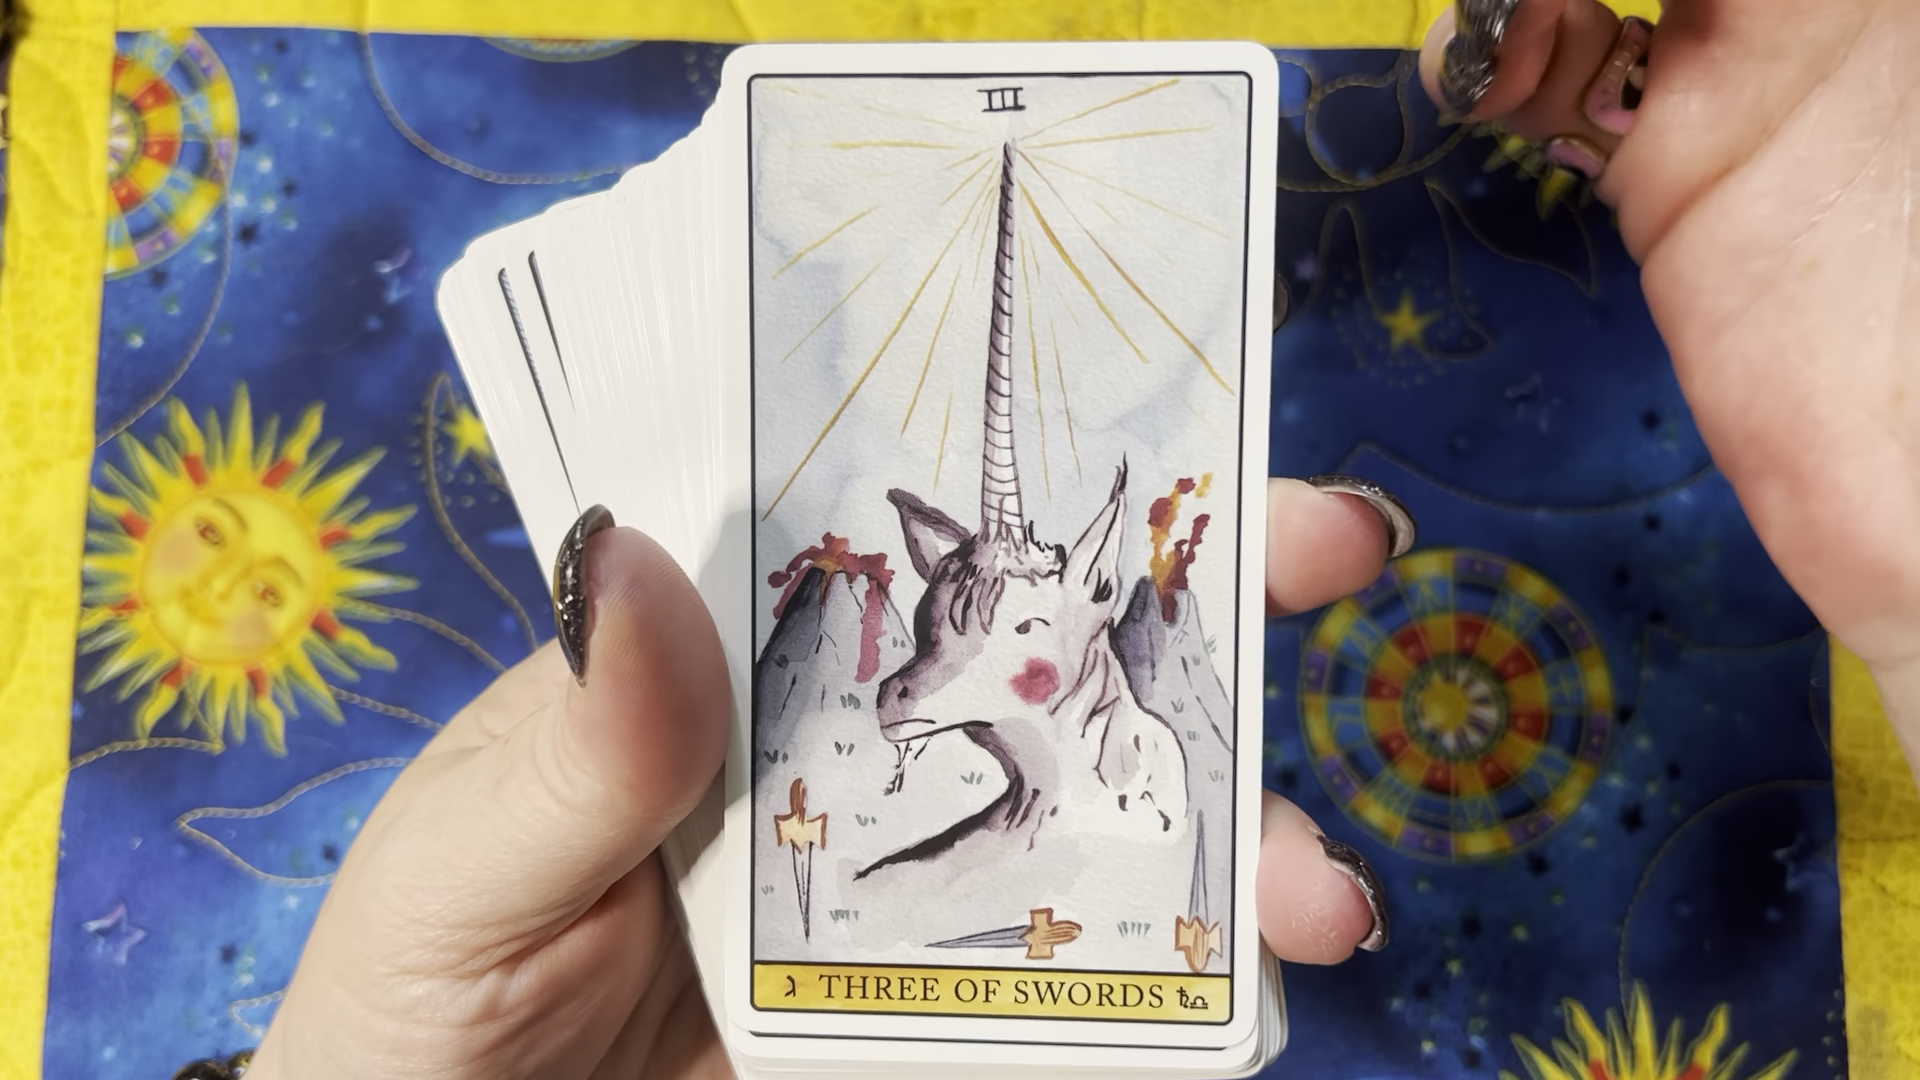 III
ג THREE OF SWORDS ♄♎